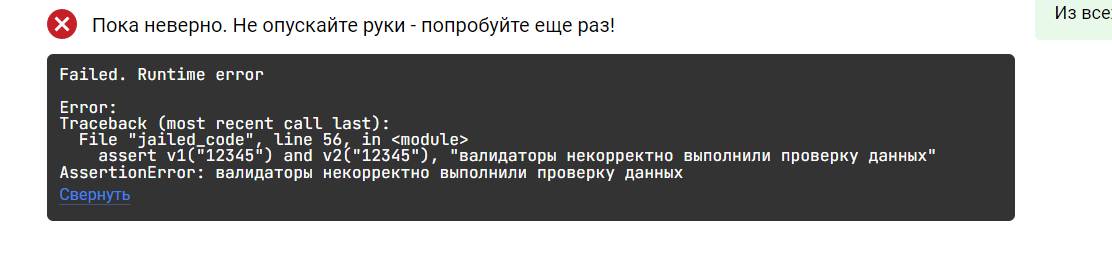 Пока неверно. Не опускайте руки - попробуйте еще раз!
Из все
Failed. Runtime error
Error:
Traceback (most recent call last):
  File "jailed_code", line 56, in <module>
    assert v1("12345") and v2("12345"), "валидаторы некорректно выполнили проверку данных"
AssertionError: валидаторы некорректно выполнили проверку данных
Свернуть